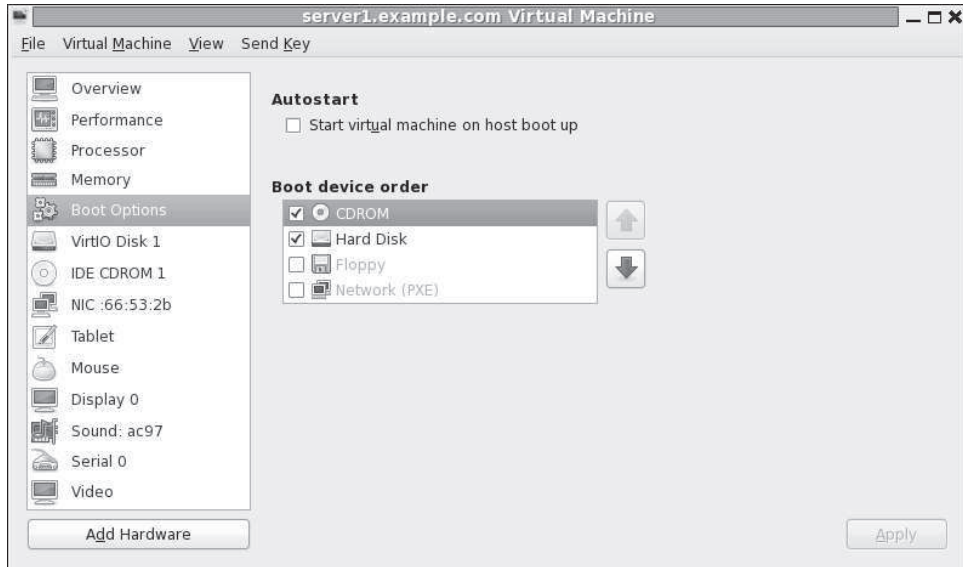 server1.example.com Virtual Machine
File Virtual Machine View Send Key
Overview
Performance
Processor
Memory
Boot Options
VirtIO Disk 1
IDE CDROM 1
NIC :66:53:2b
Tablet
Mouse
Display 0
Sound: ac97
Serial 0
Video
Add Hardware
Autostart
Start virtual machine on host boot up
Boot device order
CDROM
Hard Disk
Floppy
Network (PXE)
Apply